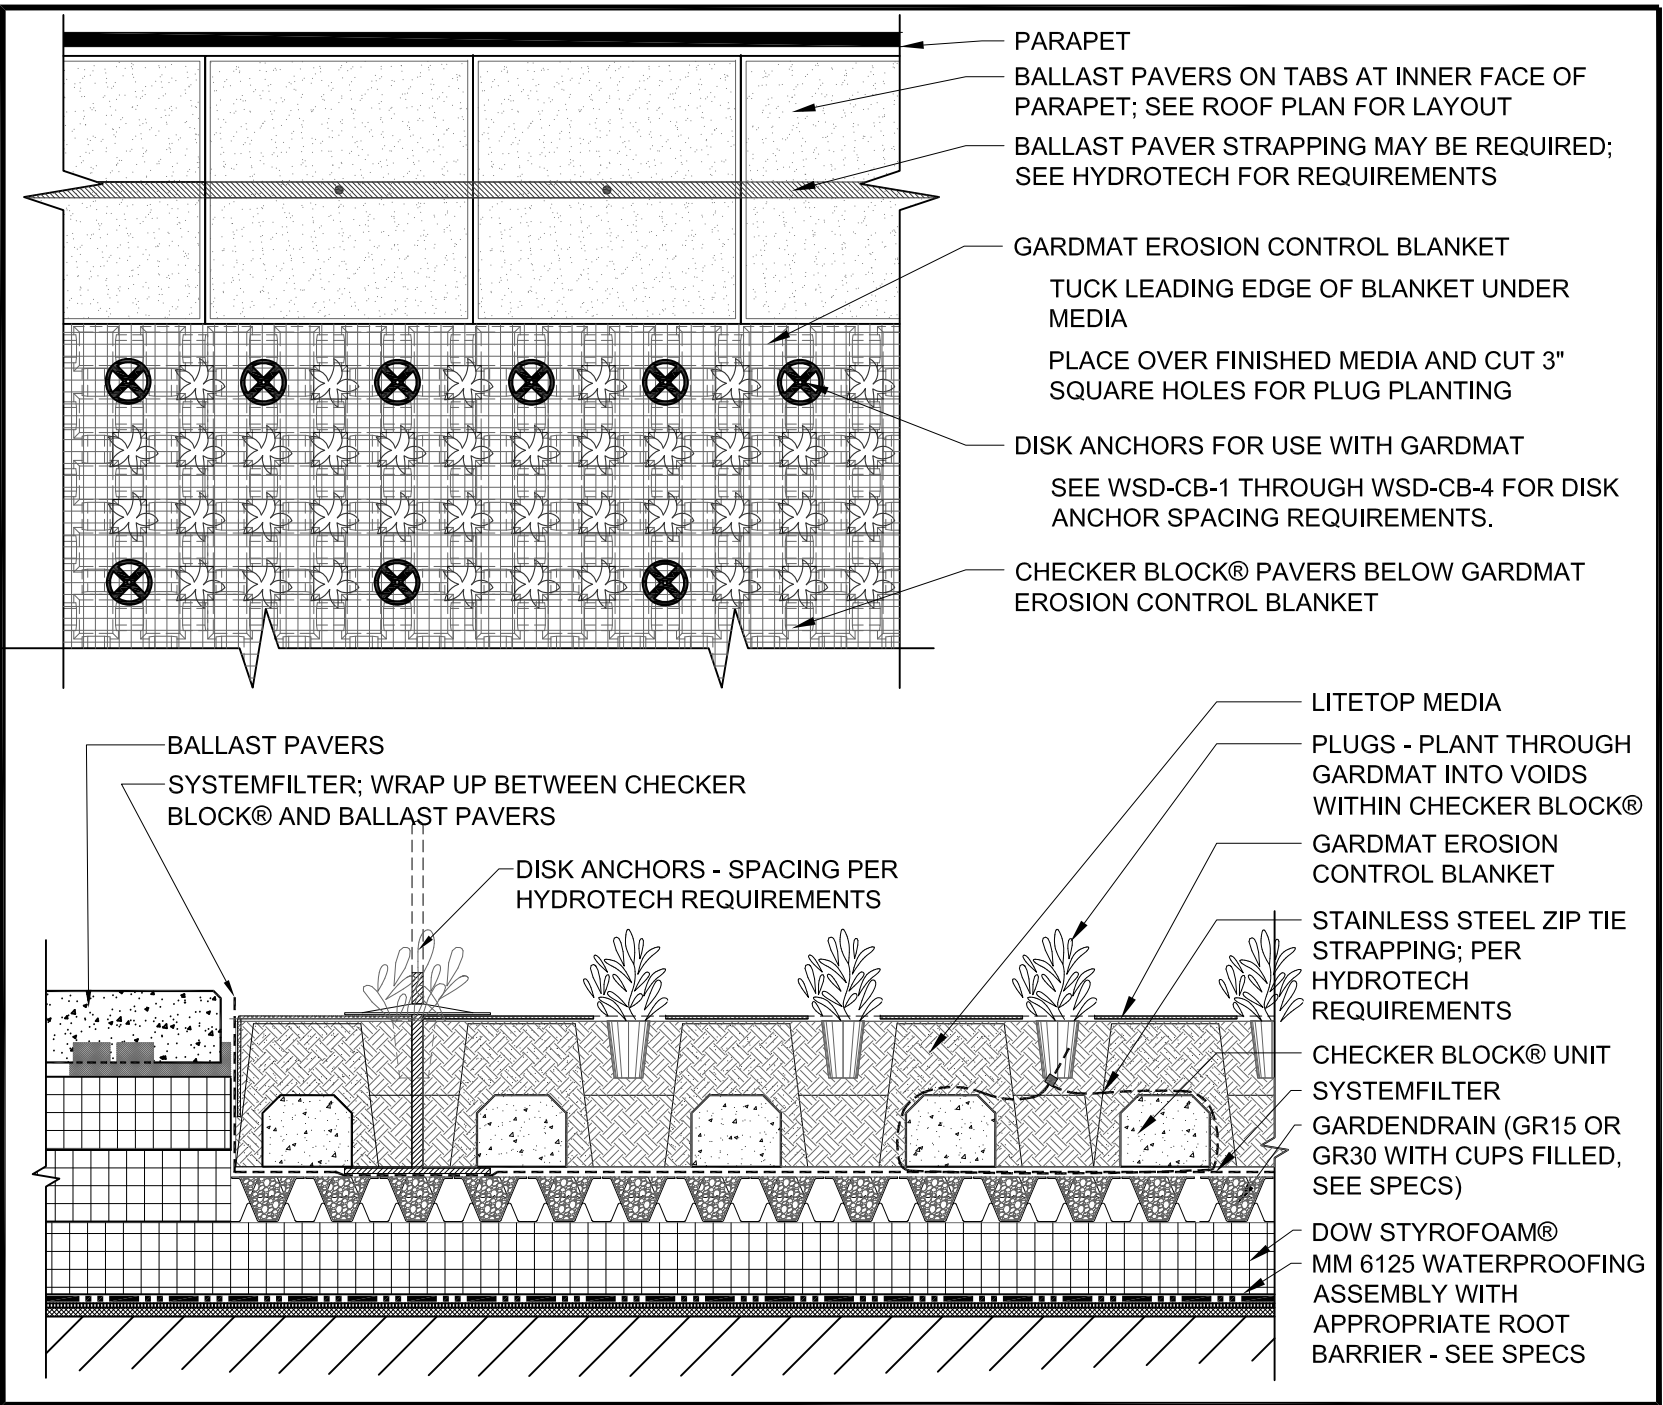 PARAPET
BALLAST PAVERS ON TABS AT INNER FACE OF
PARAPET; SEE ROOF PLAN FOR LAYOUT
BALLAST PAVER STRAPPING MAY BE REQUIRED;
SEE HYDROTECH FOR REQUIREMENTS
GARDMAT EROSION CONTROL BLANKET
TUCK LEADING EDGE OF BLANKET UNDER
MEDIA
PLACE OVER FINISHED MEDIA AND CUT 3"
SQUARE HOLES FOR PLUG PLANTING
DISK ANCHORS FOR USE WITH GARDMAT
SEE WSD-CB-1 THROUGH WSD-CB-4 FOR DISK
ANCHOR SPACING REQUIREMENTS.
CHECKER BLOCK® PAVERS BELOW GARDMAT
EROSION CONTROL BLANKET
BALLAST PAVERS
SYSTEMFILTER; WRAP UP BETWEEN CHECKER
BLOCK® AND BALLAST PAVERS
DISK ANCHORS - SPACING PER
HYDROTECH REQUIREMENTS
LITETOP MEDIA
PLUGS - PLANT THROUGH
GARDMAT INTO VOIDS
WITHIN CHECKER BLOCK®
GARDMAT EROSION
CONTROL BLANKET
STAINLESS STEEL ZIP TIE
STRAPPING; PER
HYDROTECH
REQUIREMENTS
CHECKER BLOCK® UNIT
SYSTEMFILTER
GARDENDRAIN (GR15 OR
GR30 WITH CUPS FILLED,
SEE SPECS)
DOW STYROFOAM®
MM 6125 WATERPROOFING
ASSEMBLY WITH
APPROPRIATE ROOT
BARRIER - SEE SPECS